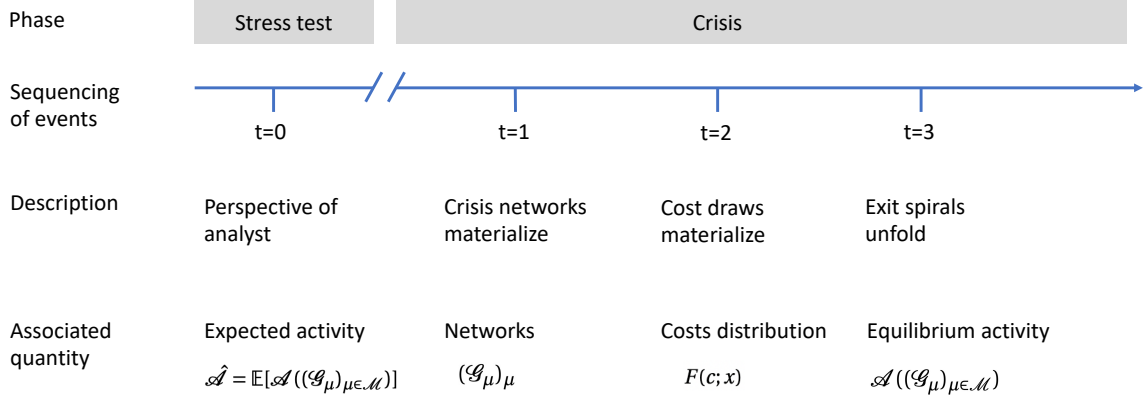 Phase Stress test Crisis
Sequencing
of events
t=0 t=1 t=2 t=3
Description Perspective of Crisis networks Cost draws Exit spirals
analyst materialize materialize unfold
Associated Expected activity Networks Costs distribution Equilibrium activity
quantity
𝒜̂ = 𝔼[𝒜((𝒢_μ)_{μ∈ℳ})] (𝒢_μ)_μ F(c; x) 𝒜((𝒢_μ)_{μ∈ℳ})